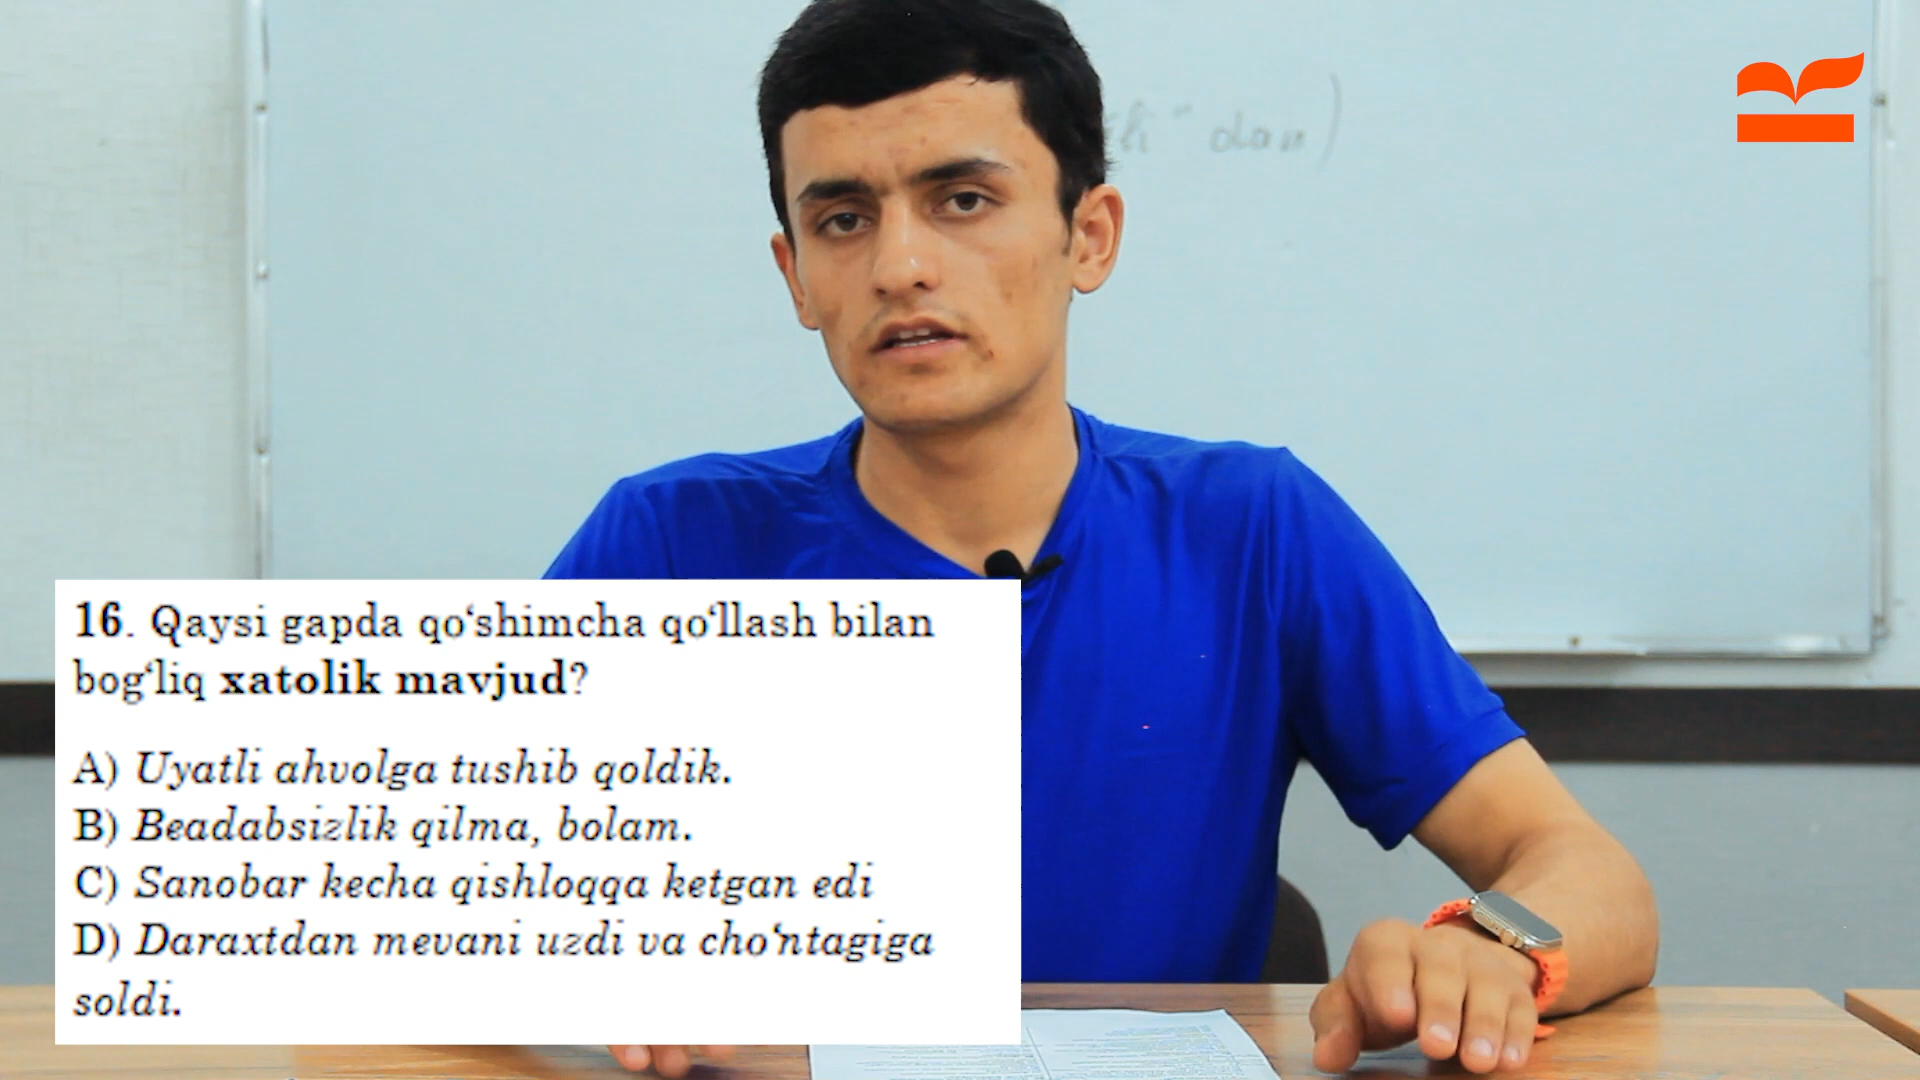 dan)
16. Qaysi gapda qo‘shimcha qo‘llash bilan
bog‘liq xatolik mavjud?
A) Uyatli ahvolga tushib qoldik.
B) Beadabsizlik qilma, bolam.
C) Sanobar kecha qishloqqa ketgan edi
D) Daraxtdan mevani uzdi va cho‘ntagiga
soldi.